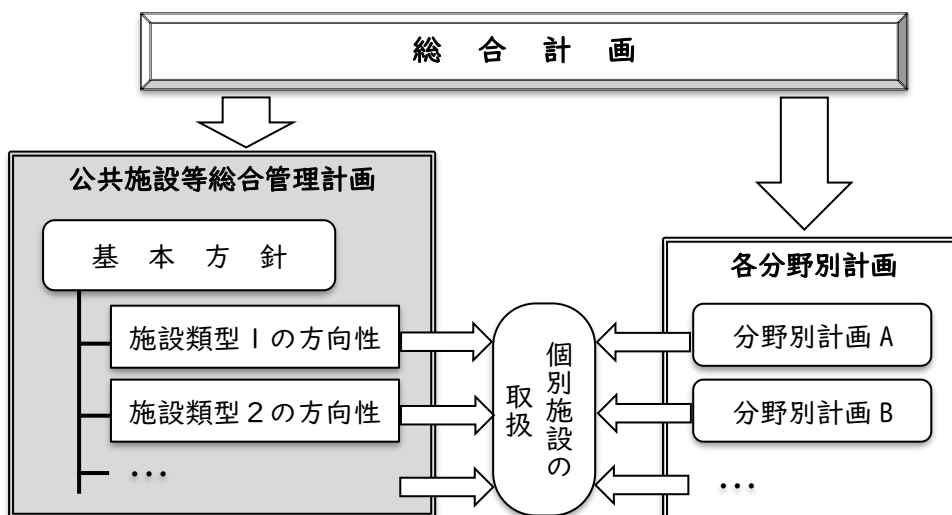 総 合 計 画
公共施設等総合管理計画
基 本 方 針
施設類型1の方向性
施設類型2の方向性
…
個別施設の
取扱
各分野別計画
分野別計画A
分野別計画B
…